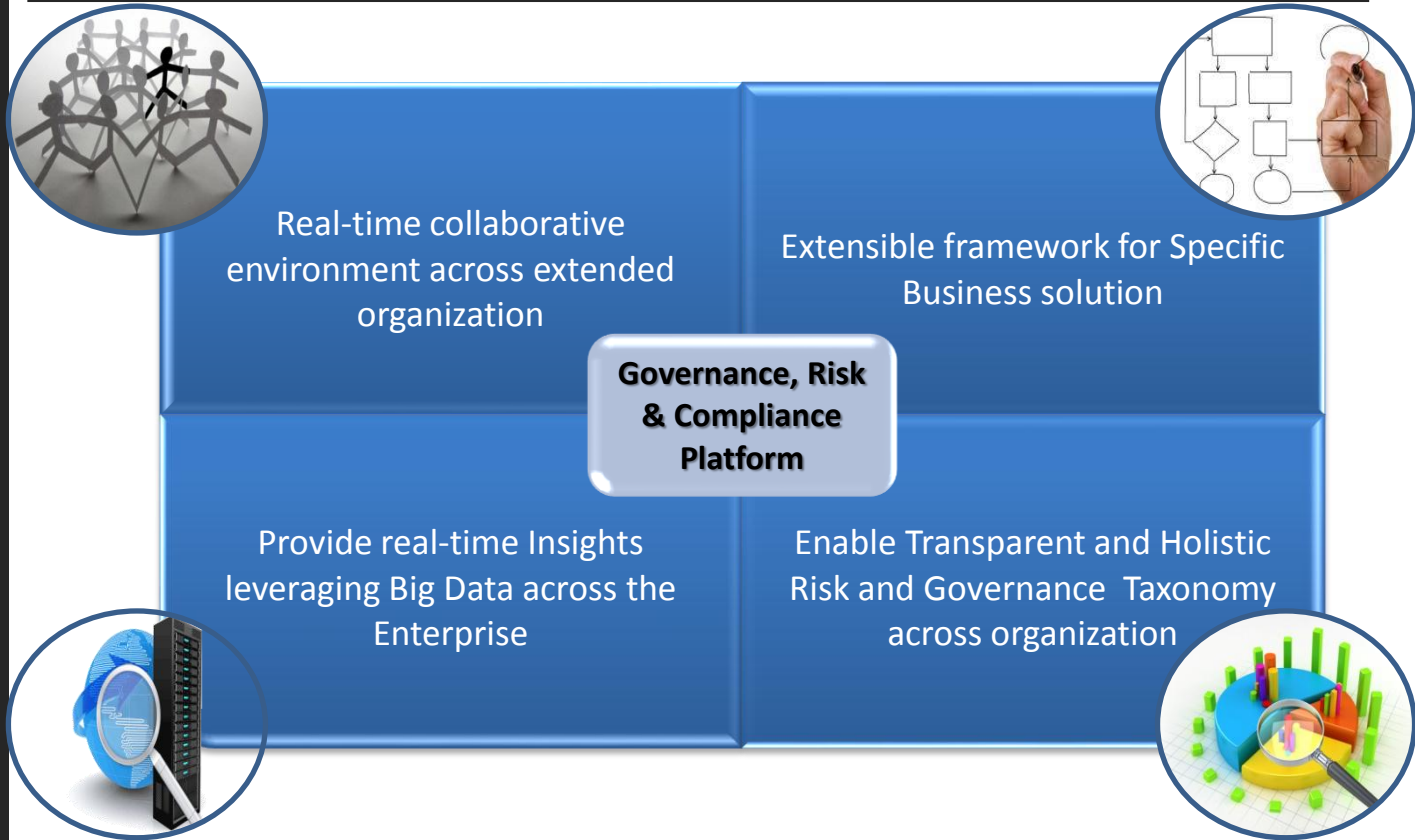 Real-time collaborative
environment across extended
organization
Extensible framework for Specific
Business solution
Governance, Risk
& Compliance
Platform
Provide real-time Insights
leveraging Big Data across the
Enterprise
Enable Transparent and Holistic
Risk and Governance  Taxonomy
across organization